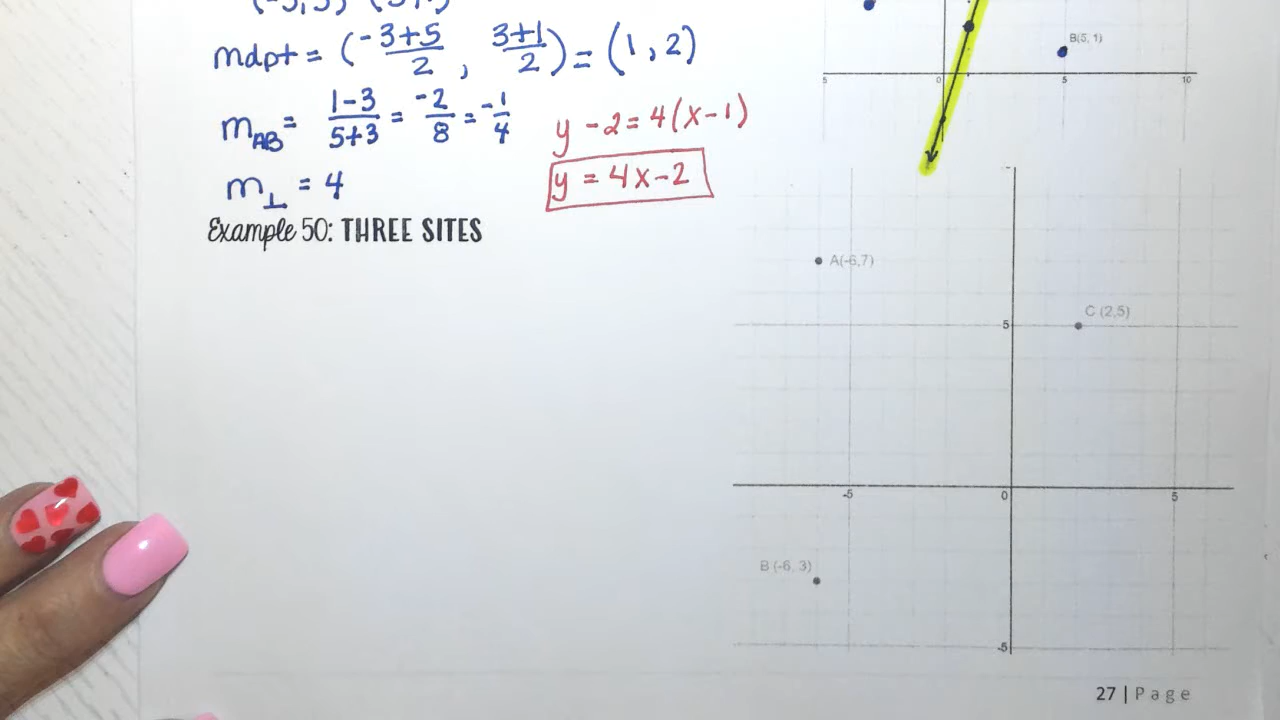 mdpt = (-3+5/2, 3+1/2) = (1, 2)
m_AB = 1-3/5+3 = -2/8 = -1/4
m_⊥ = 4
y - 2 = 4(x-1)
y = 4x-2
B(5, 1)
5 0 5 10
Example 50: THREE SITES
A(-6,7)
C (2,5)
5
-5 0 5
B (-6, 3)
-5
27 | Page